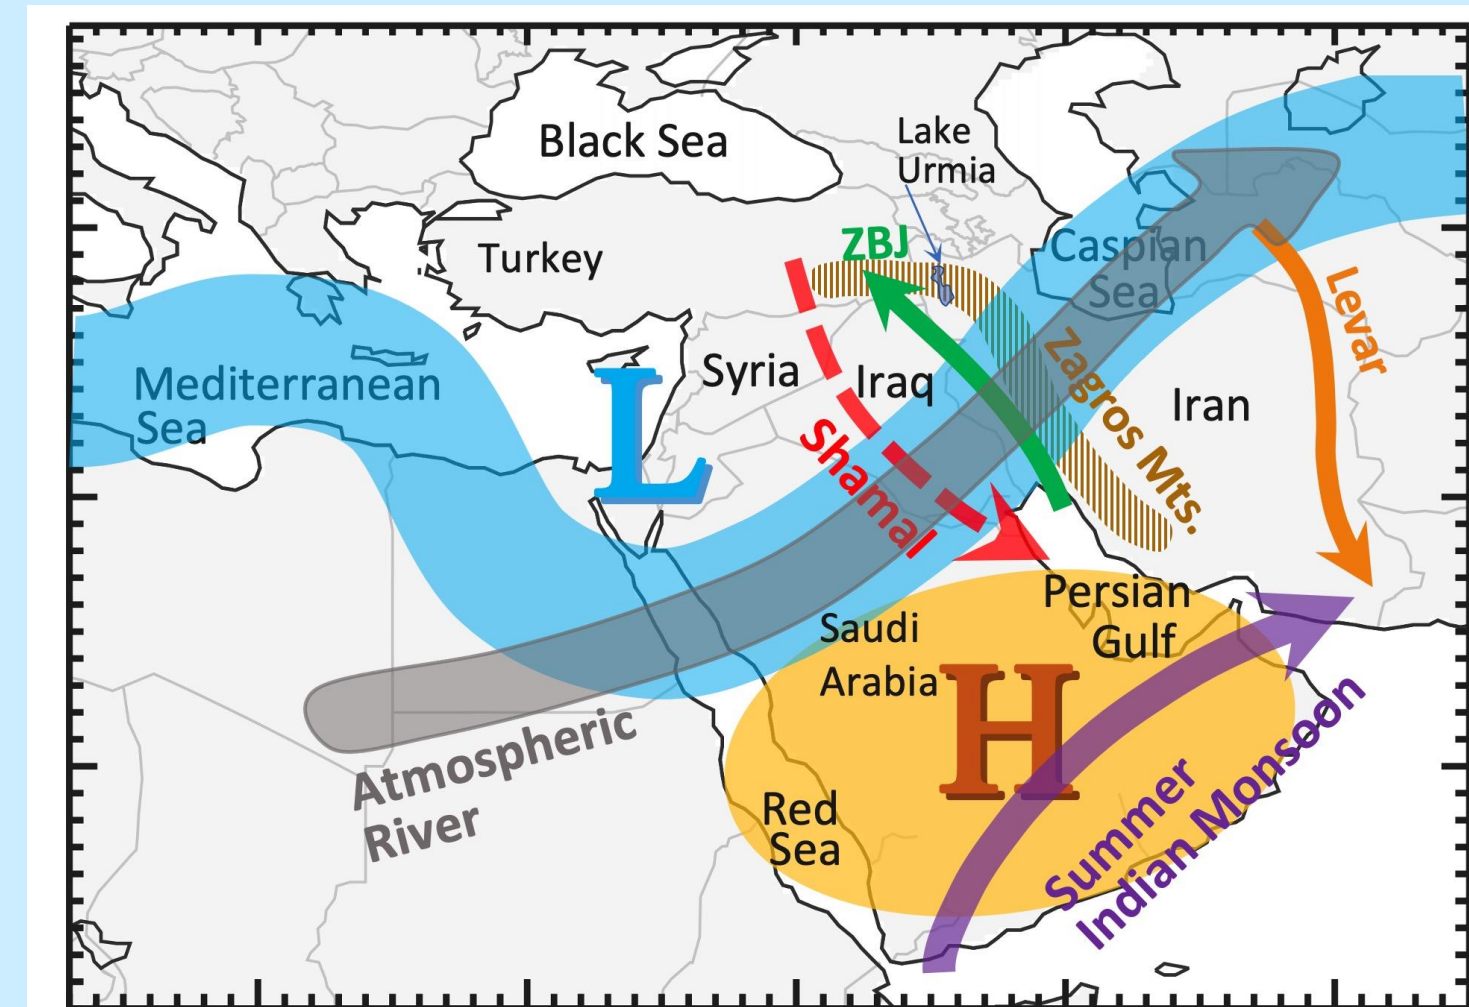 Black Sea
Lake
Urmia
ZBJ
Turkey
Caspian
Sea
Levar
Mediterranean
Sea
Syria
Iraq
Zagros Mts.
Iran
L
Shamal
Persian
Gulf
Saudi
Arabia
H
Atmospheric
River
Red
Sea
Summer
Indian Monsoon